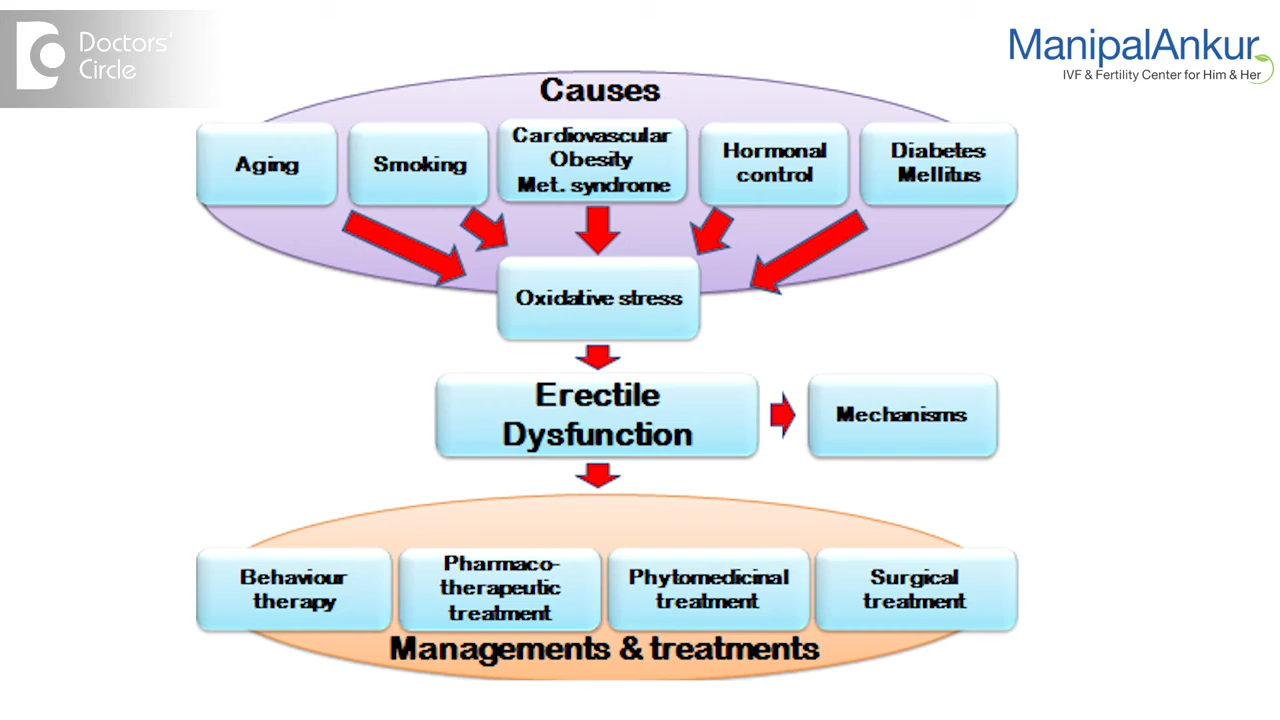 Doctors'
Circle
ManipalAnkur
IVF & Fertility Center for Him & Her
Causes
Aging
Smoking
Cardiovascular
Obesity
Met. syndrome
Hormonal
control
Diabetes
Mellitus
Oxidative stress
Erectile
Dysfunction
Mechanisms
Behaviour
therapy
Pharmaco-
therapeutic
treatment
Phytomedicinal
treatment
Surgical
treatment
Managements & treatments